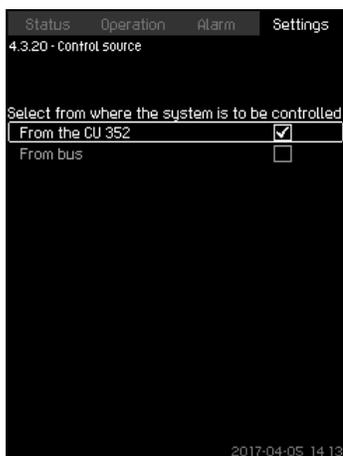 Status Operation Alarm Settings
4.3.20 - Control source
Select from where the system is to be controlled
From the CU 352
From bus
2017-04-05 14:13